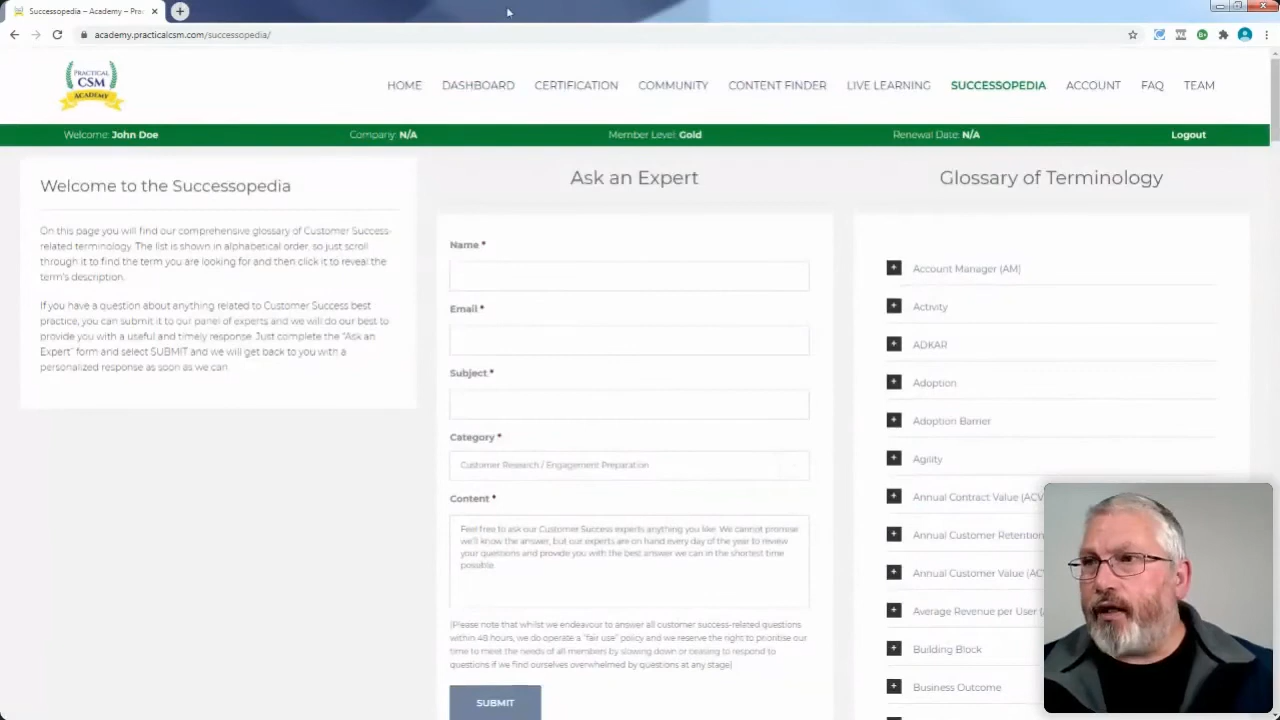 Successopedia – Academy – Pra
academy.practicalcsm.com/successopedia/
PRACTICAL
CSM
ACADEMY
HOME DASHBOARD CERTIFICATION COMMUNITY CONTENT FINDER LIVE LEARNING SUCCESSOPEDIA ACCOUNT FAQ TEAM
Welcome: John Doe Company: N/A Member Level: Gold Renewal Date: N/A Logout
Welcome to the Successopedia
On this page you will find our comprehensive glossary of Customer Success-
related terminology. The list is shown in alphabetical order, so just scroll
through it to find the term you are looking for and then click it to reveal the
term's description.
If you have a question about anything related to Customer Success best
practice, you can submit it to our panel of experts and we will do our best to
provide you with a useful and timely response. Just complete the "Ask an
Expert" form and select SUBMIT and we will get back to you with a
personalized response as soon as we can.
Ask an Expert
Name *
Email *
Subject *
Category *
Customer Research / Engagement Preparation
Content *
Feel free to ask our Customer Success experts anything you like. We cannot promise
we'll know the answer, but our experts are on hand every day of the year to review
your questions and provide you with the best answer we can in the shortest time
possible.
[Please note that whilst we endeavour to answer all customer success-related questions
within 48 hours, we do operate a "fair use" policy and we reserve the right to prioritise our
time to meet the needs of all members by slowing down or ceasing to respond to
questions if we find ourselves overwhelmed by questions at any stage]
SUBMIT
Glossary of Terminology
Account Manager (AM)
Activity
ADKAR
Adoption
Adoption Barrier
Agility
Annual Contract Value (ACV
Annual Customer Retention
Annual Customer Value (AC
Average Revenue per User (
Building Block
Business Outcome